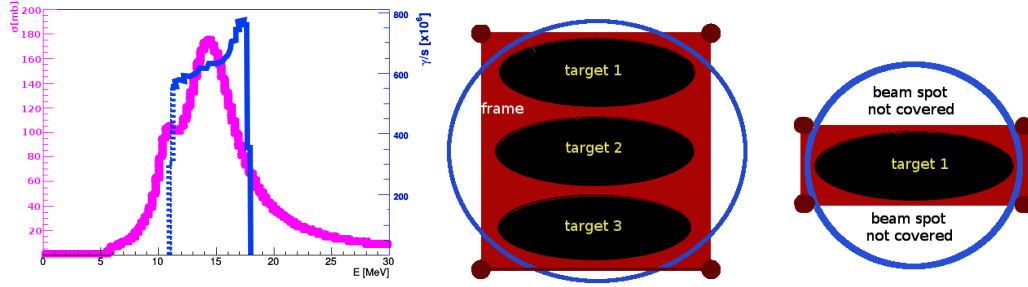 σ[mb]
200
180
160
140
120
100
80
60
40
20
0
5
10
15
20
25
30
E [MeV]
800
600
400
200
γ/s [x10⁶]
frame
target 1
target 2
target 3
beam spot
not covered
target 1
beam spot
not covered